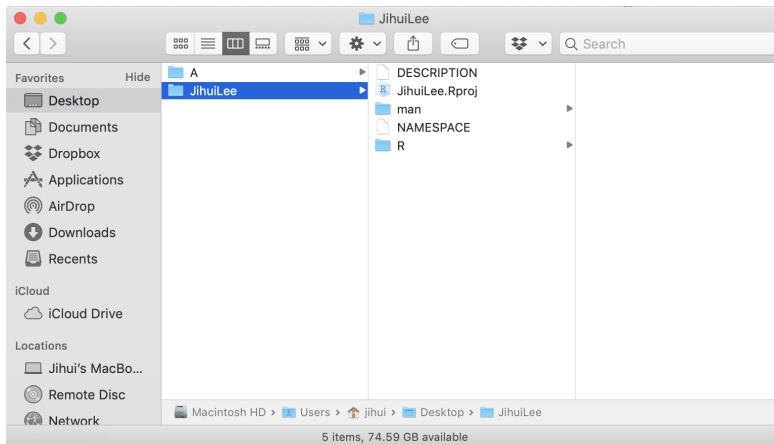 JihuiLee
Search
Favorites Hide
Desktop
Documents
Dropbox
Applications
AirDrop
Downloads
Recents
iCloud
iCloud Drive
Locations
Jihui's MacBo...
Remote Disc
Network
A
JihuiLee
DESCRIPTION
JihuiLee.Rproj
man
NAMESPACE
R
Macintosh HD › Users › jihui › Desktop › JihuiLee
5 items, 74.59 GB available